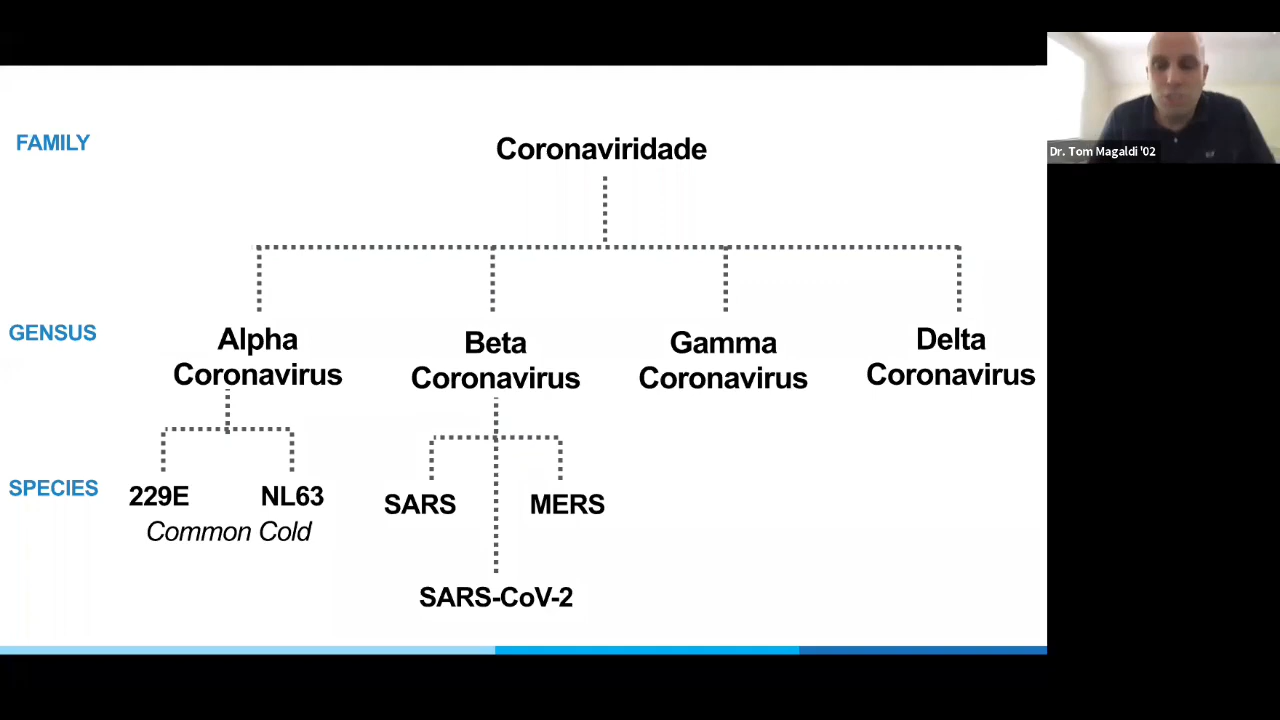 FAMILY
Coronaviridade
Dr. Tom Magaldi '02
GENSUS
Alpha
Coronavirus
Beta
Coronavirus
Gamma
Coronavirus
Delta
Coronavirus
SPECIES
229E
NL63
Common Cold
SARS
MERS
SARS-CoV-2